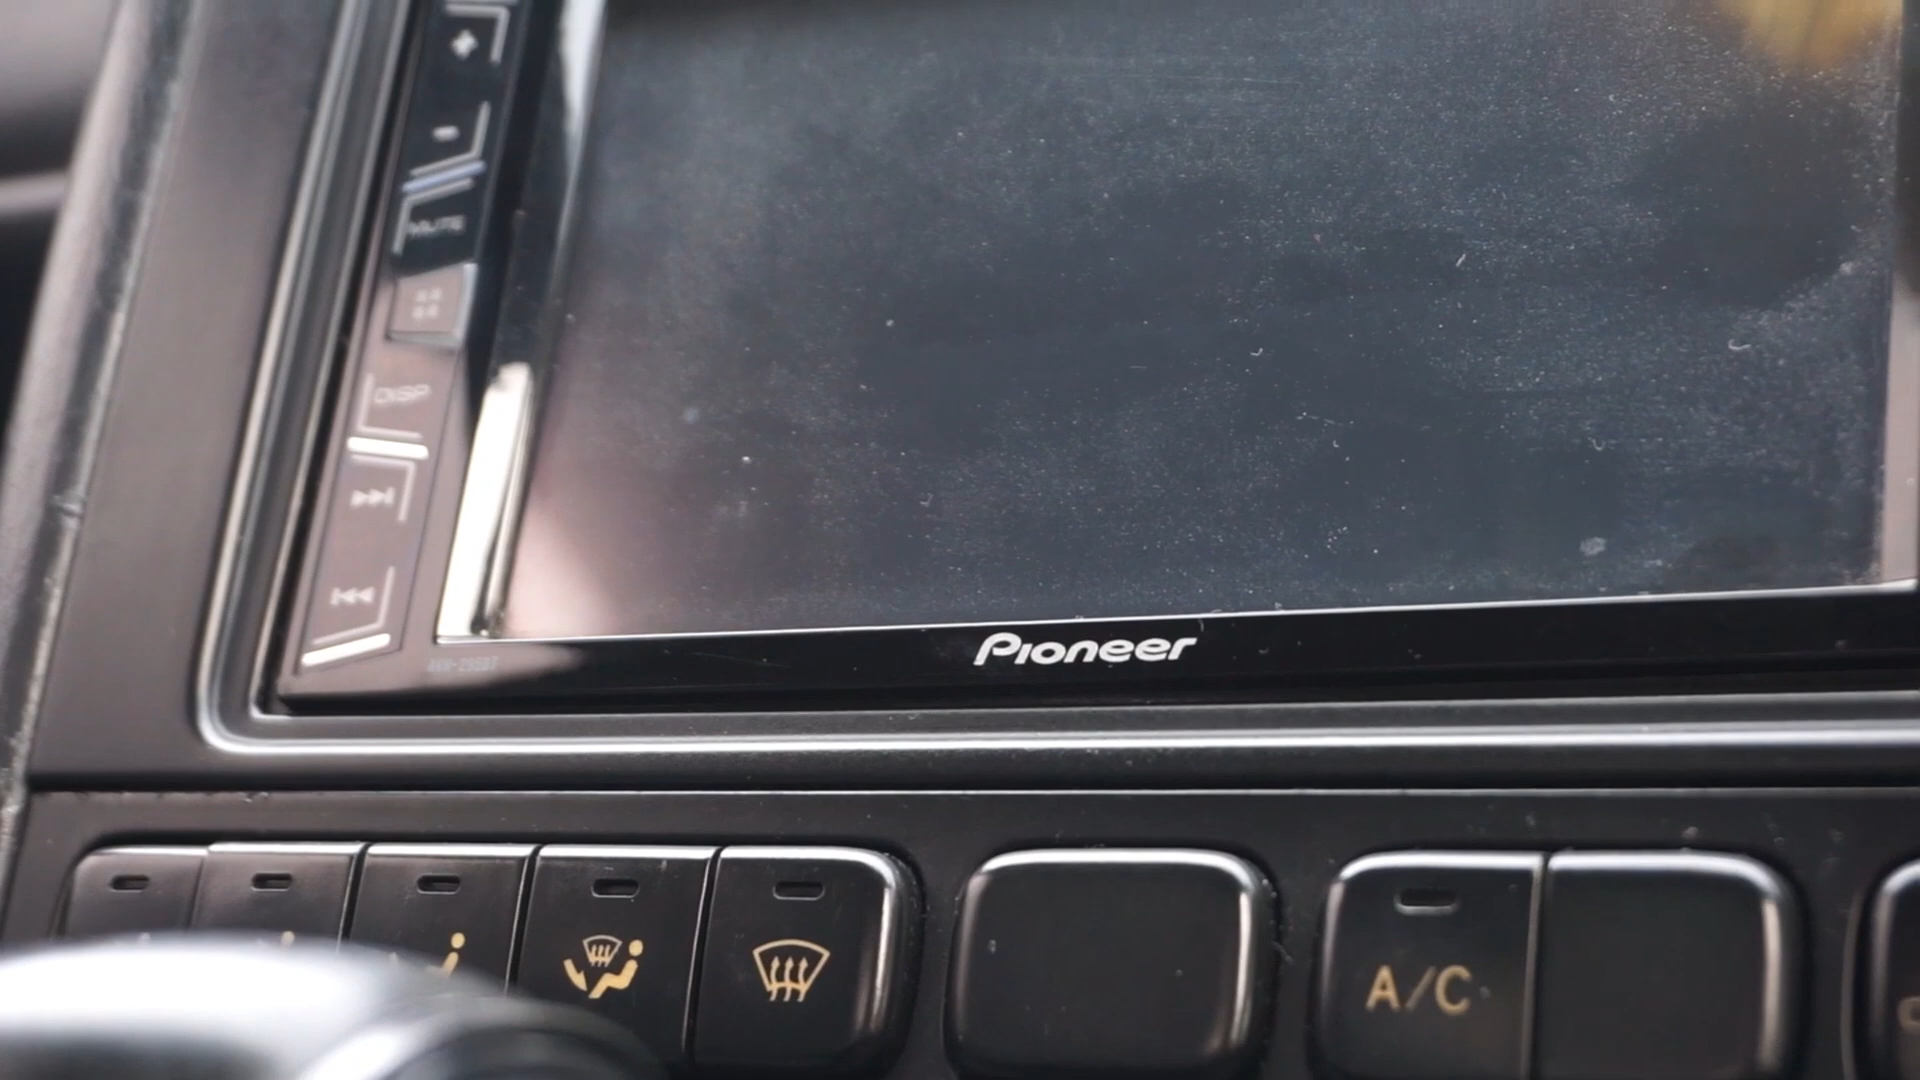 +
-
MUTE
DISP
Pioneer
A/C